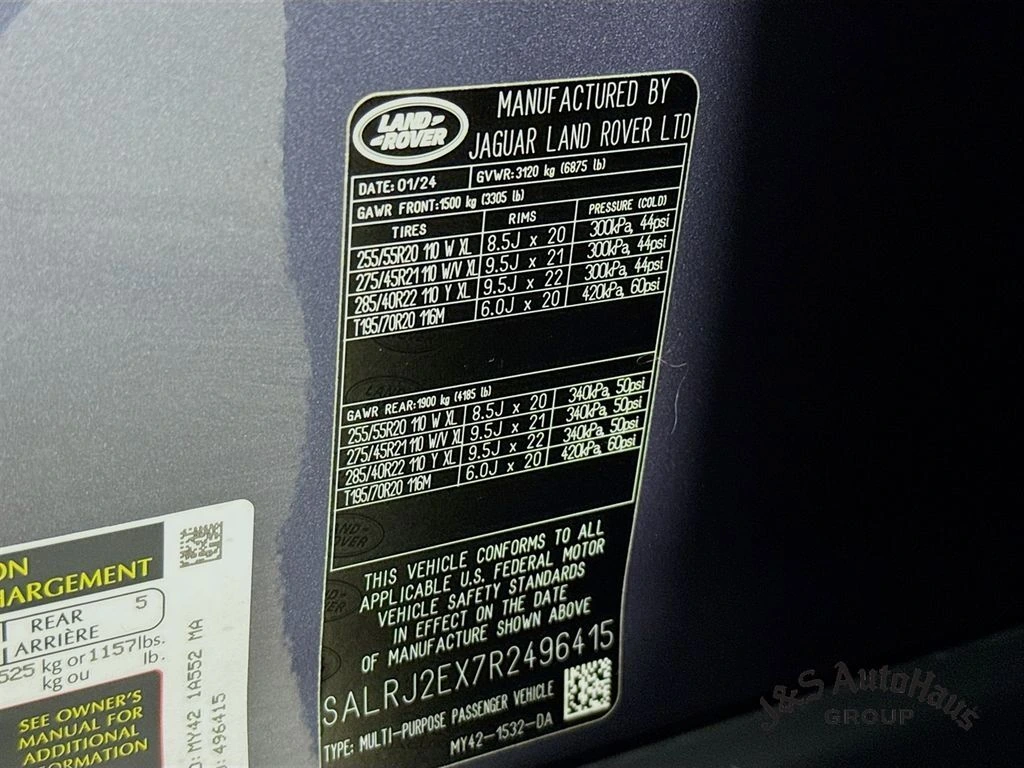 LAND-
-ROVER
MANUFACTURED BY
JAGUAR LAND ROVER LTD
DATE: 01/24
GVWR: 3120 kg (6875 lb)
GAWR FRONT: 1500 kg (3305 lb)
TIRES RIMS PRESSURE (COLD)
255/55R20 110 W XL 8.5J x 20 300kPa, 44psi
275/45R21 110 W/V XL 9.5J x 21 300kPa, 44psi
285/40R22 110 Y XL 9.5J x 22 300kPa, 44psi
T195/70R20 116M 6.0J x 20 420kPa, 60psi
GAWR REAR: 1900 kg (4185 lb)
255/55R20 110 W XL 8.5J x 20 340kPa, 50psi
275/45R21 110 W/V XL 9.5J x 21 340kPa, 50psi
285/40R22 110 Y XL 9.5J x 22 340kPa, 50psi
T195/70R20 116M 6.0J x 20 420kPa, 60psi
THIS VEHICLE CONFORMS TO ALL
APPLICABLE U.S. FEDERAL MOTOR
VEHICLE SAFETY STANDARDS
IN EFFECT ON THE DATE
OF MANUFACTURE SHOWN ABOVE
SALRJ2EX7R2496415
TYPE: MULTI-PURPOSE PASSENGER VEHICLE
MY42-1532-DA
ON
HARGEMENT
REAR 5
ARRIÈRE
525 kg or 1157lbs.
kg ou lb.
SEE OWNER'S
MANUAL FOR
ADDITIONAL
ORMATION
D: MY42 1A552 MA
: 496415
J&S AutoHaus
GROUP